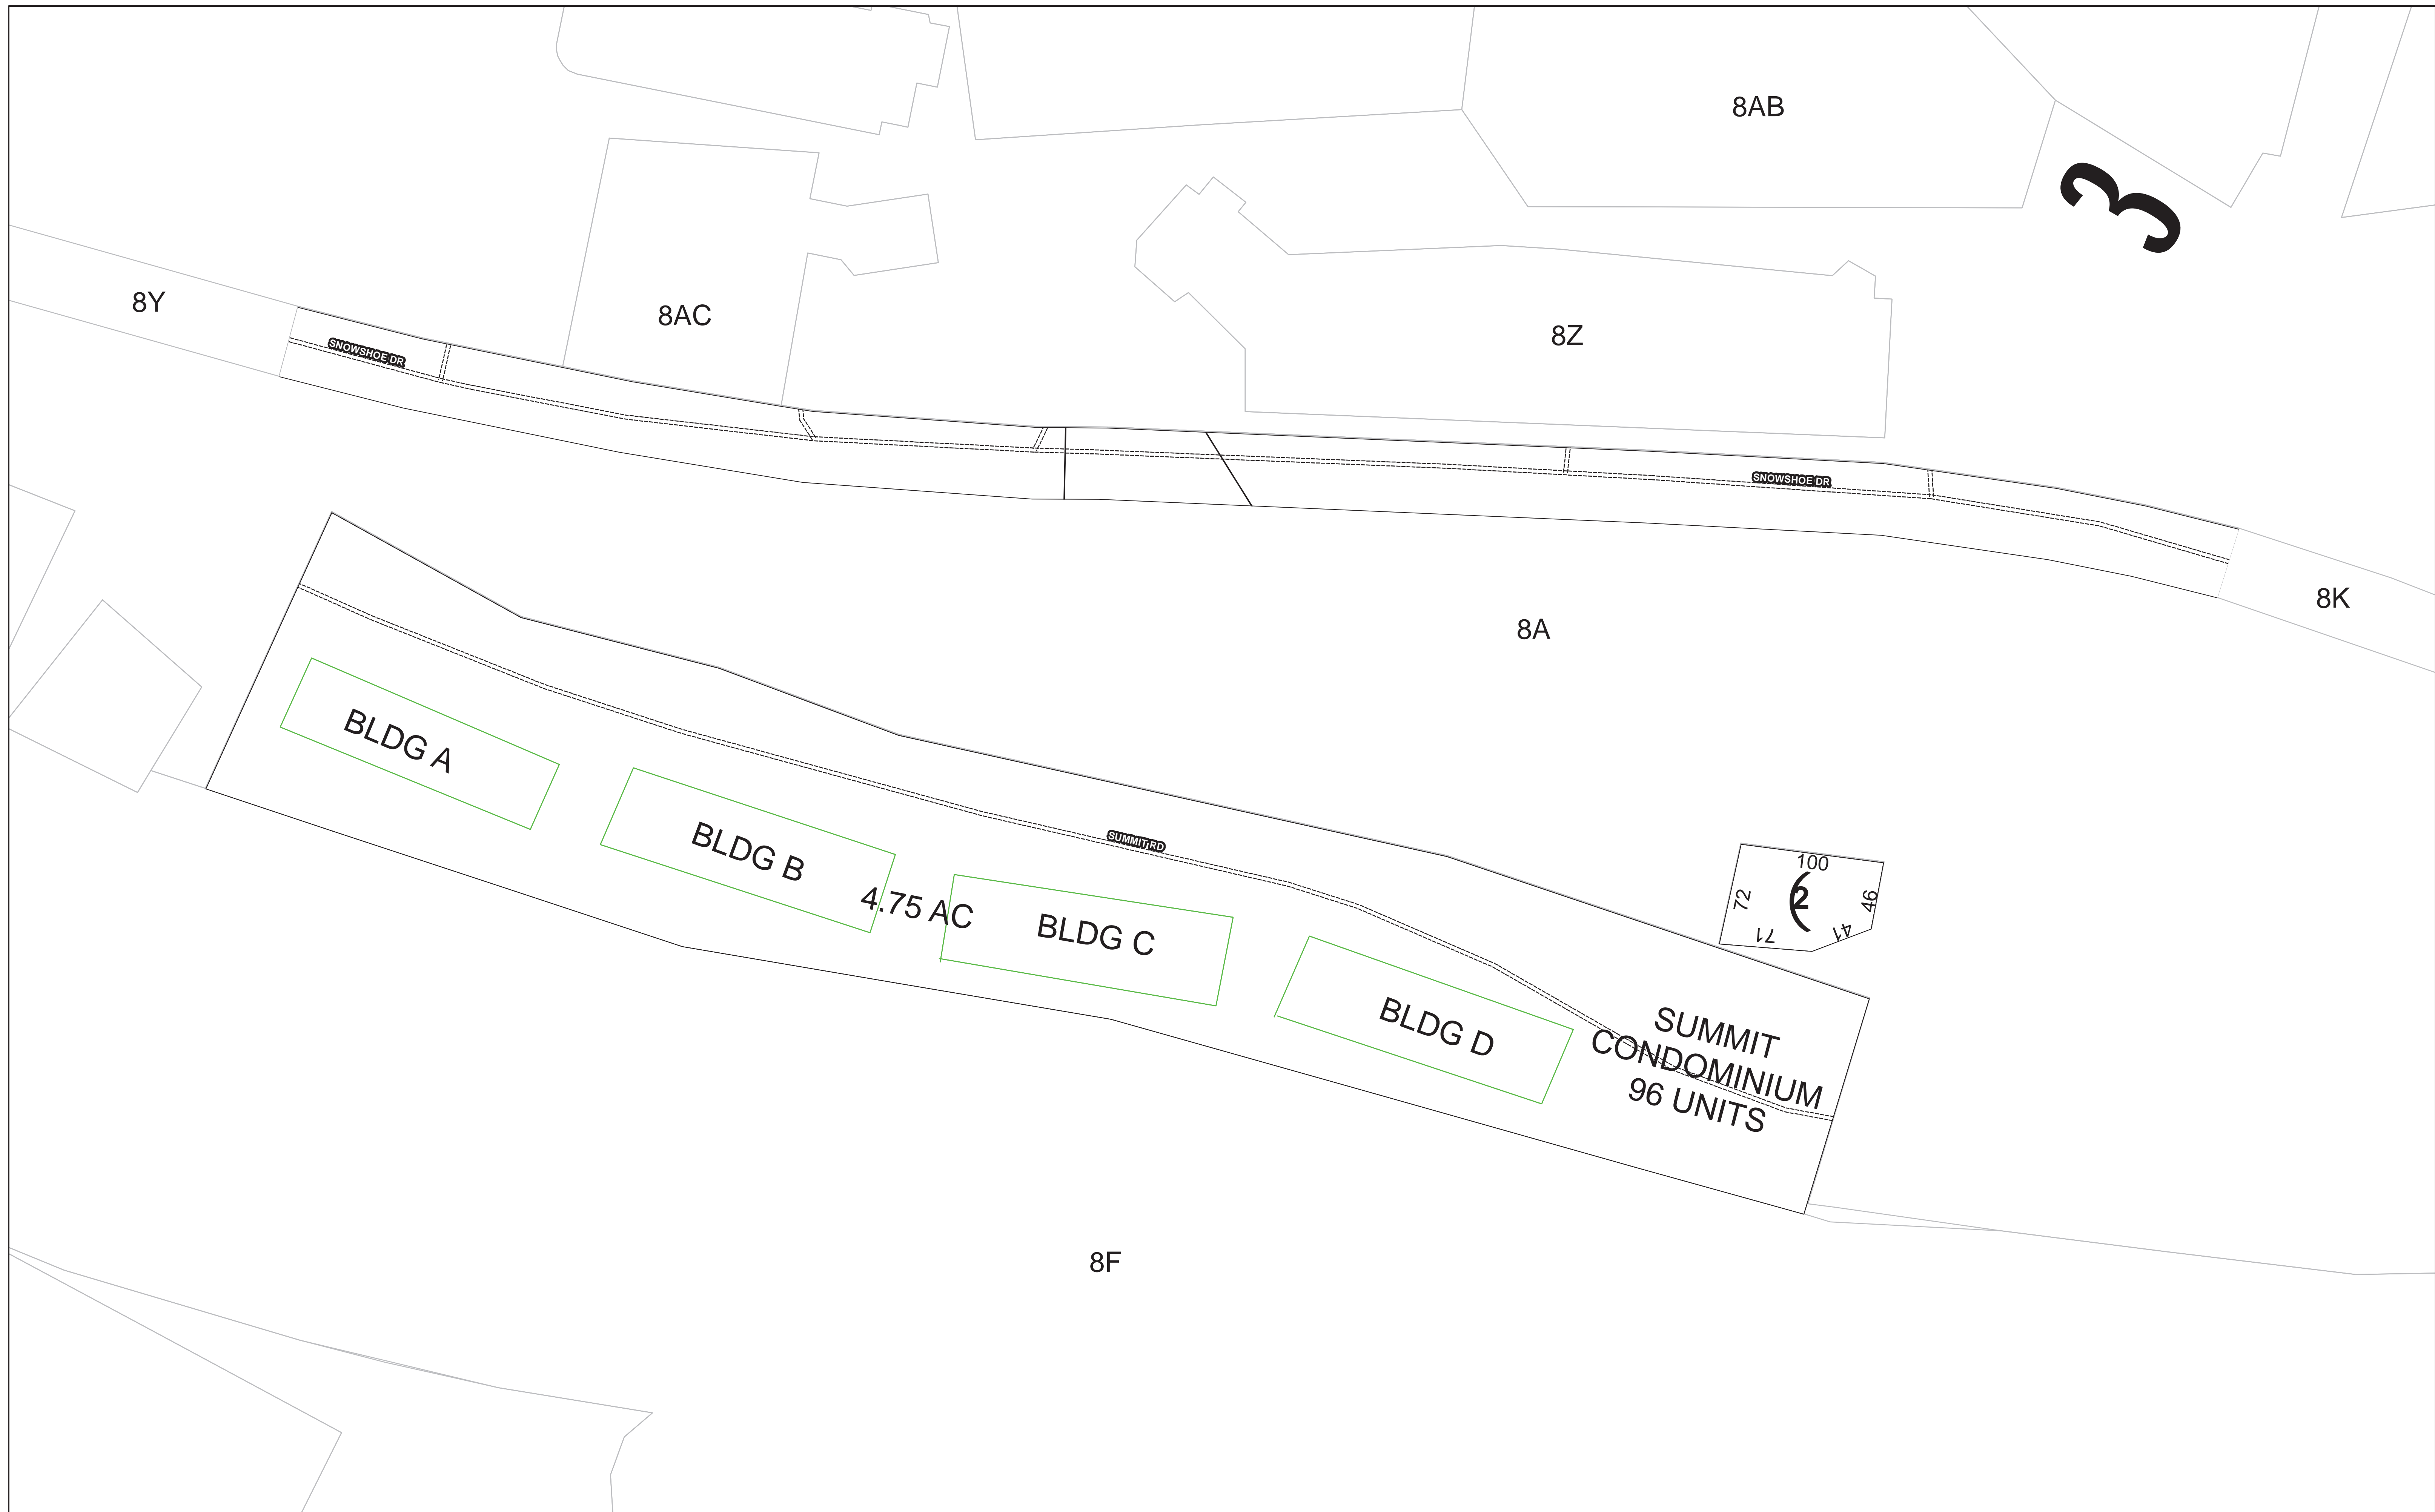 8AB
3
8Y
8AC
8Z
SNOWSHOE DR
SNOWSHOE DR
8K
8A
BLDG A
BLDG B
SUMMIT RD
4.75 AC
BLDG C
BLDG D
100
72
2
46
71
41
SUMMIT
CONDOMINIUM
96 UNITS
8F